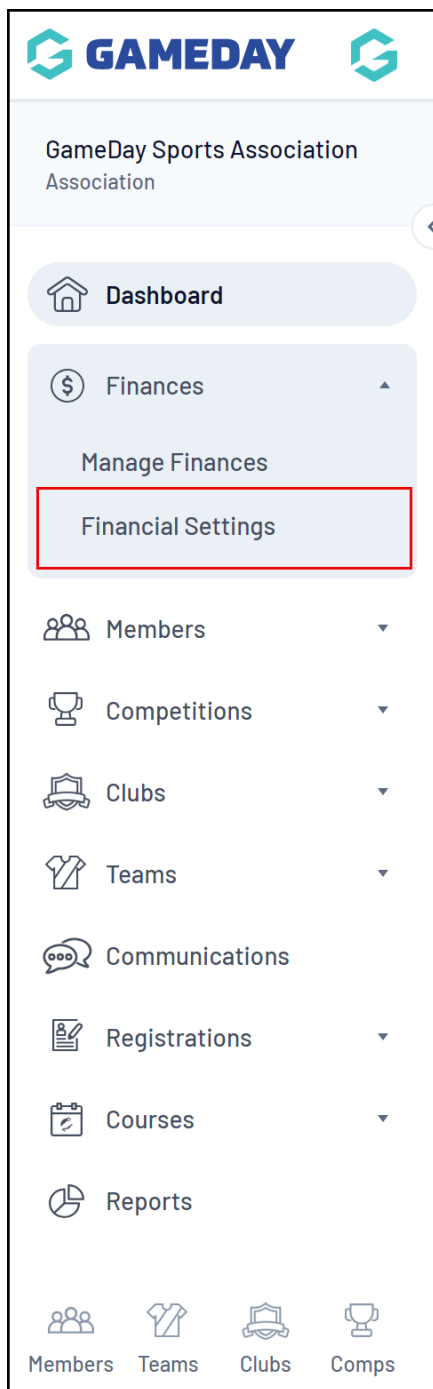 GAMEDAY
GameDay Sports Association
Association
Dashboard
Finances
Manage Finances
Financial Settings
Members
Competitions
Clubs
Teams
Communications
Registrations
Courses
Reports
Members Teams Clubs Comps